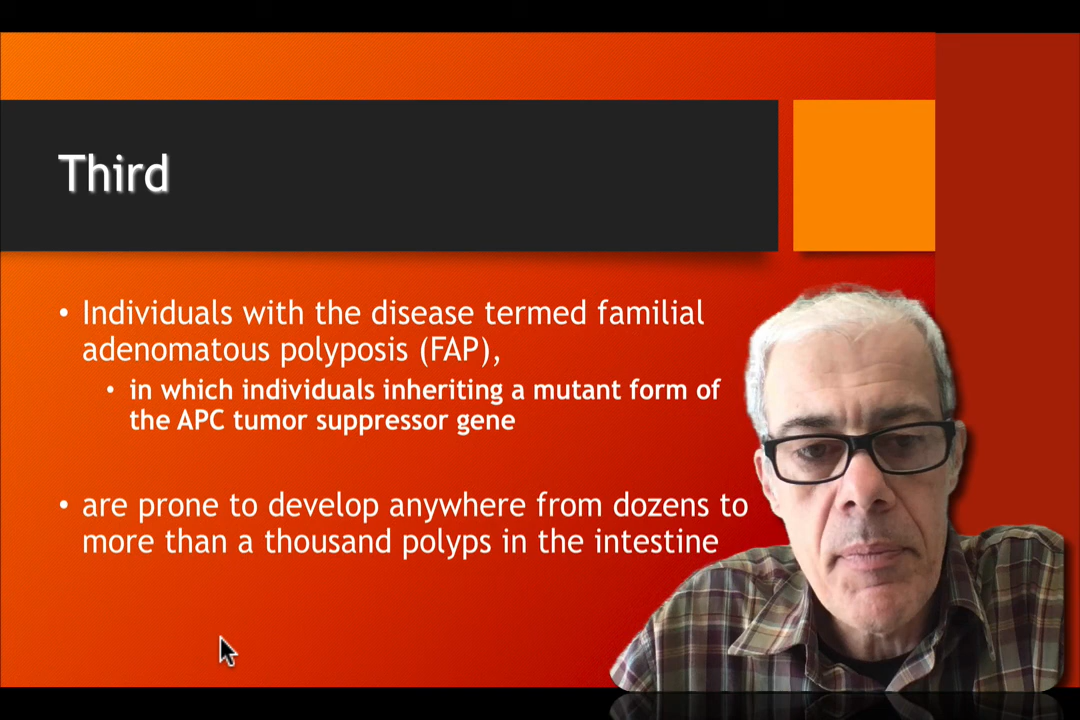 Third
• Individuals with the disease termed familial
adenomatous polyposis (FAP),
• in which individuals inheriting a mutant form of
the APC tumor suppressor gene
• are prone to develop anywhere from dozens to
more than a thousand polyps in the intestine